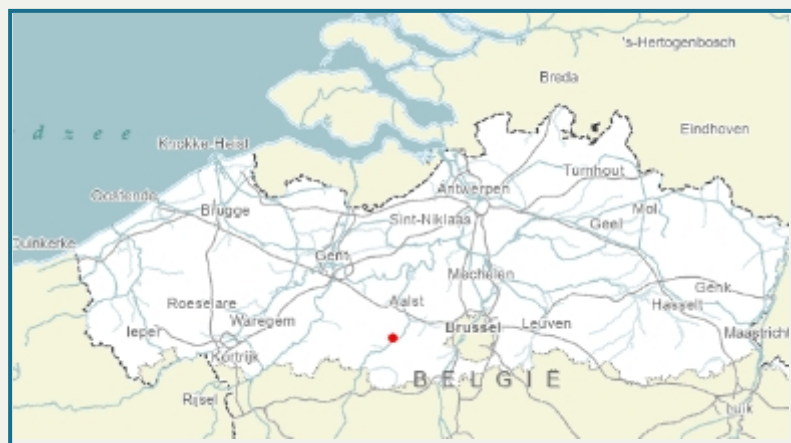 's-Hertogenbosch
Breda
d z e e
Eindhoven
Knokke-Heist
Turnhout
Antwerpen
Oostende
Mol
Brugge
Sint-Niklaas
Geel
Duinkerke
Gent
Mechelen
Genk
Roeselare
Aalst
Hasselt
Waregem
Brussel
Leuven
Ieper
Maastricht
Kortrijk
BELGIË
Rijsel
Luik